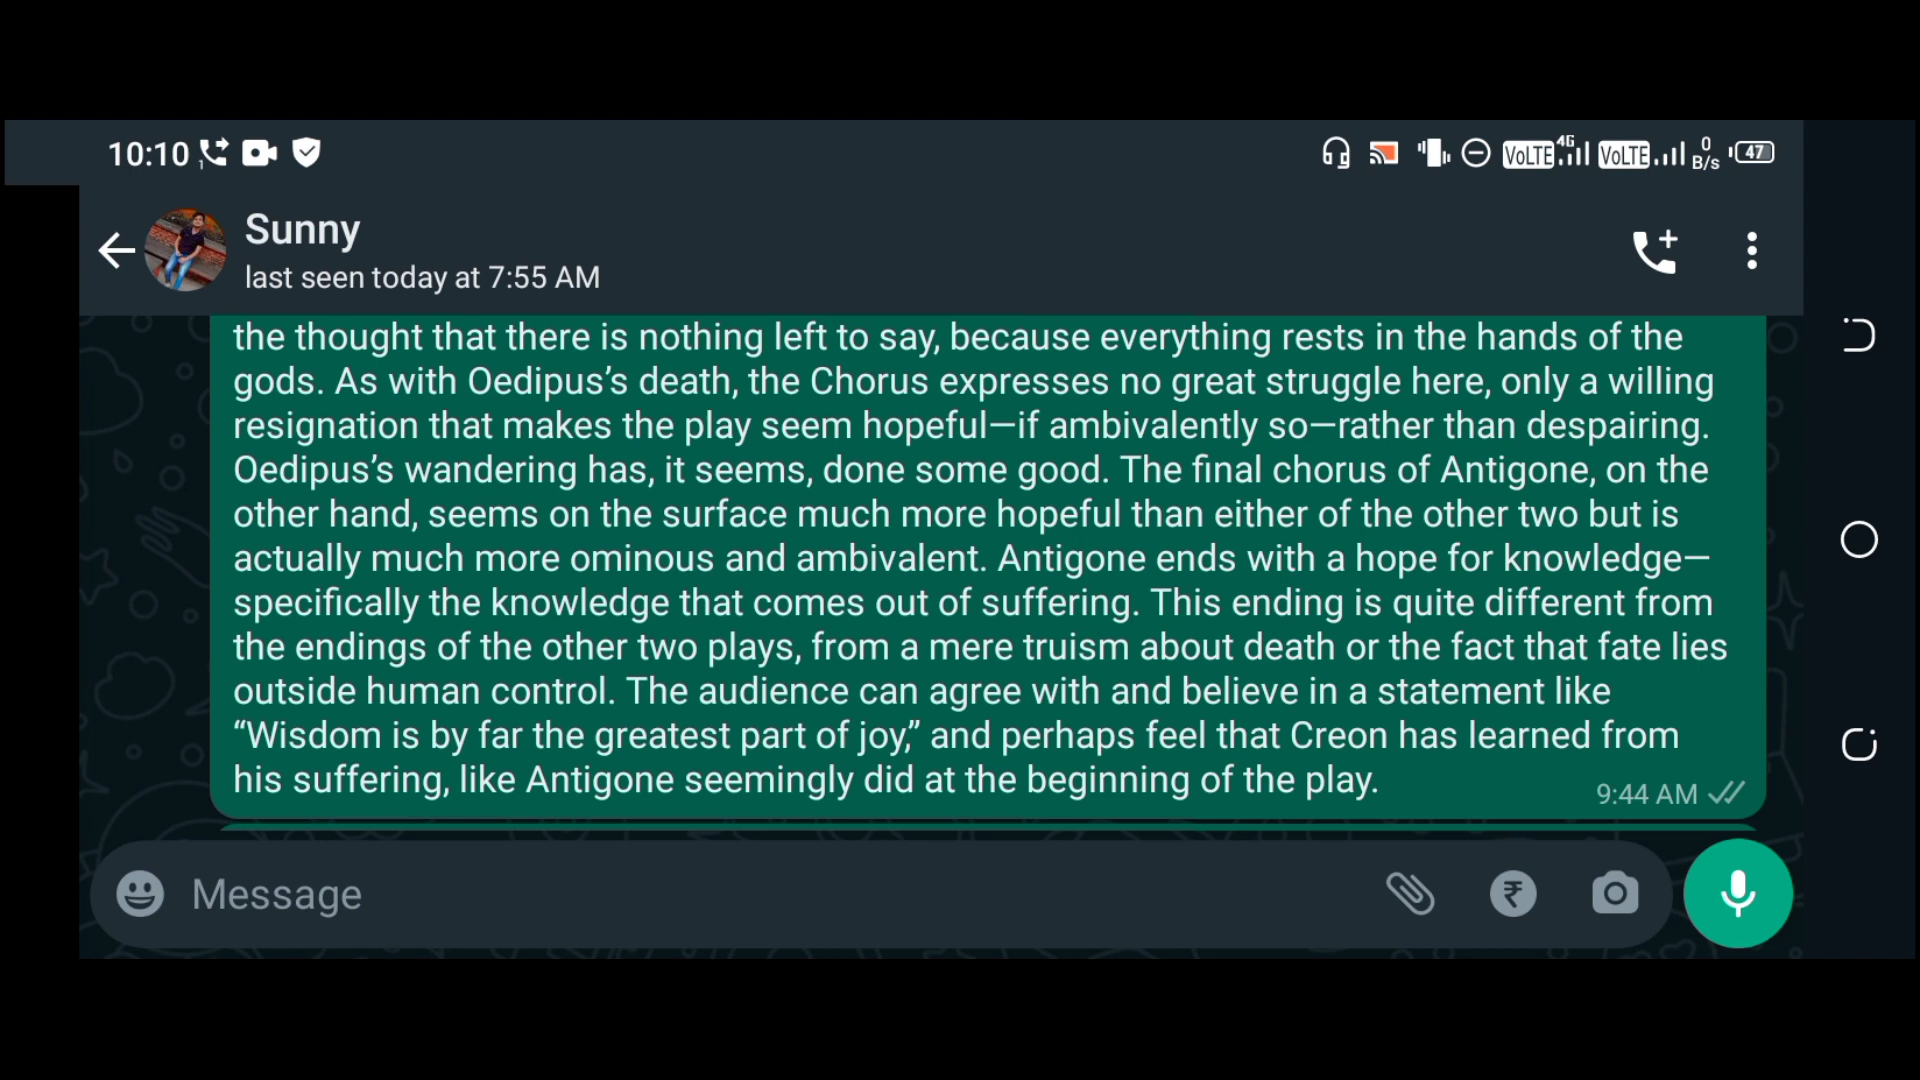 10:10 1 VoLTE 4G VoLTE 0 B/s 47
Sunny
last seen today at 7:55 AM
the thought that there is nothing left to say, because everything rests in the hands of the
gods. As with Oedipus’s death, the Chorus expresses no great struggle here, only a willing
resignation that makes the play seem hopeful—if ambivalently so—rather than despairing.
Oedipus’s wandering has, it seems, done some good. The final chorus of Antigone, on the
other hand, seems on the surface much more hopeful than either of the other two but is
actually much more ominous and ambivalent. Antigone ends with a hope for knowledge—
specifically the knowledge that comes out of suffering. This ending is quite different from
the endings of the other two plays, from a mere truism about death or the fact that fate lies
outside human control. The audience can agree with and believe in a statement like
“Wisdom is by far the greatest part of joy,” and perhaps feel that Creon has learned from
his suffering, like Antigone seemingly did at the beginning of the play.
9:44 AM
Message